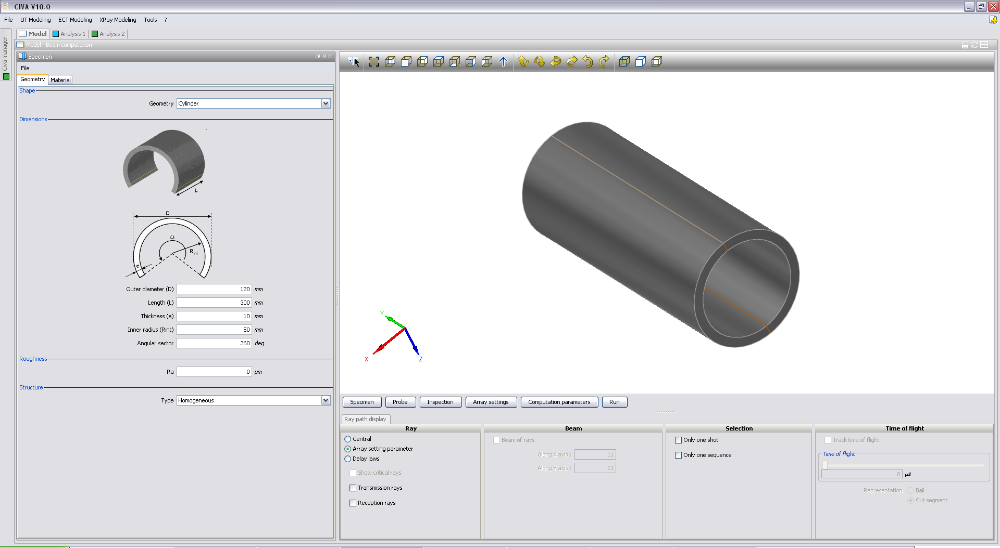 CIVA V10.0
File UT Modeling ECT Modeling XRay Modeling Tools ?
Civa manager
Model Analysis 1 Analysis 2
Model - Beam computation
Specimen
File
Geometry Material
Shape
Geometry Cylinder
Dimensions
L
D
Ω
Rint
e
Outer diameter (D) 120 mm
Length (L) 300 mm
Thickness (e) 10 mm
Inner radius (Rint) 50 mm
Angular sector 360 deg
Roughness
Ra 0 µm
Structure
Type Homogeneous
Y
X
Z
Specimen Probe Inspection Array settings Computation parameters Run
Ray path display
Ray
Central
Array setting parameter
Delay laws
Show critical rays
Transmission rays
Reception rays
Beam
Beam of rays
Along X axis : 11
Along Y axis : 11
Selection
Only one shot
Only one sequence
Time of flight
Track time of flight
Time of flight
0 µs
Representation Ball
Cut segment